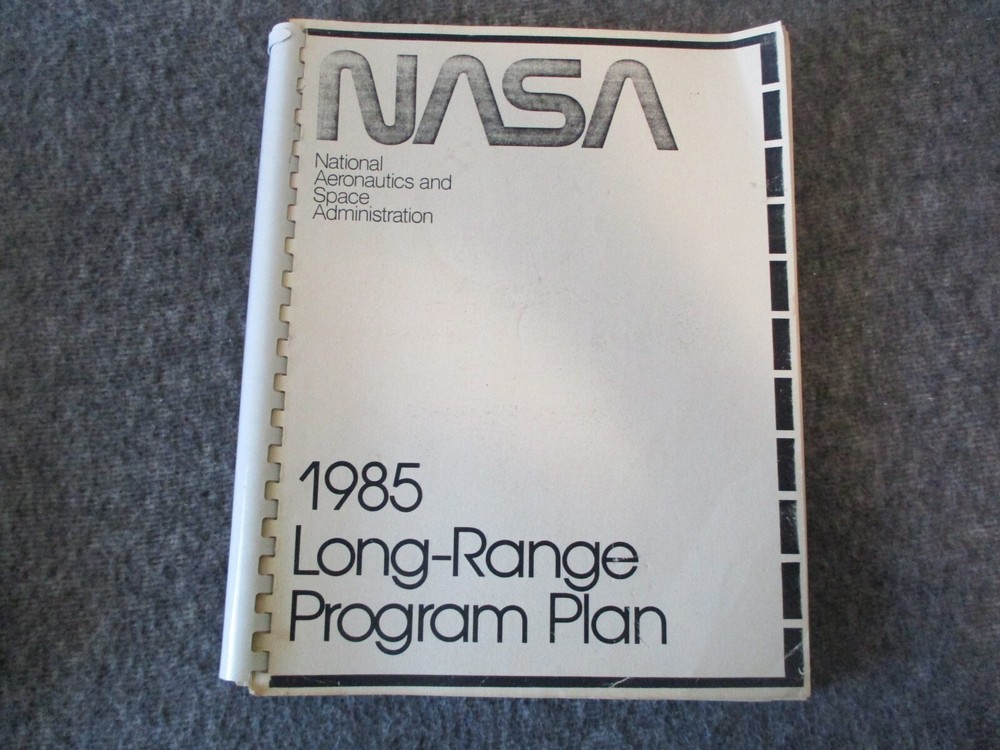 NASA
National
Aeronautics and
Space
Administration
1985
Long-Range
Program Plan